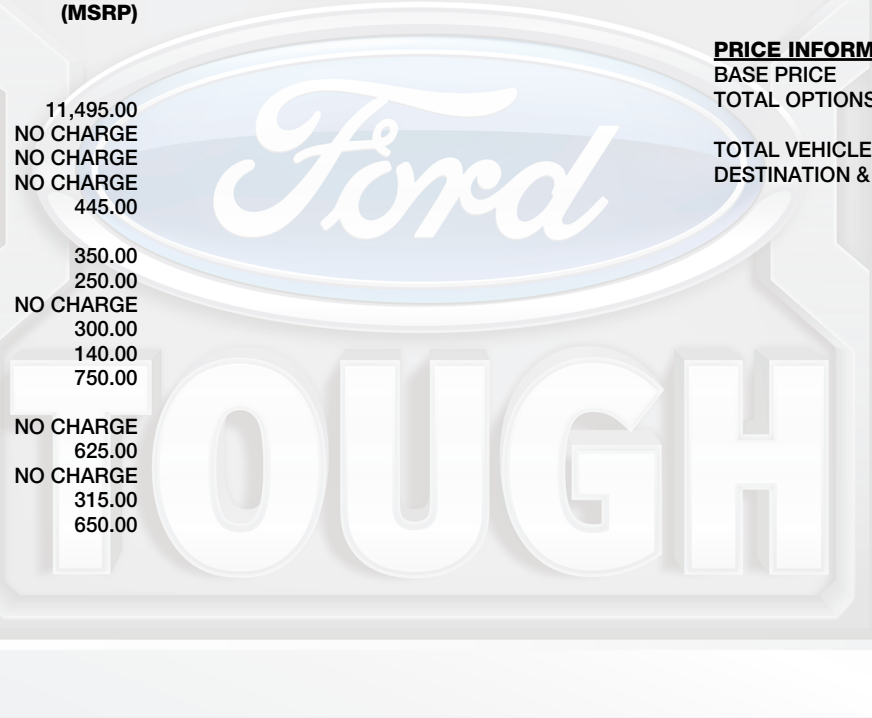 (MSRP)
11,495.00
NO CHARGE
NO CHARGE
NO CHARGE
445.00
350.00
250.00
NO CHARGE
300.00
140.00
750.00
NO CHARGE
625.00
NO CHARGE
315.00
650.00
PRICE INFORM
BASE PRICE
TOTAL OPTIONS
TOTAL VEHICLE
DESTINATION &
Ford
TOUGH